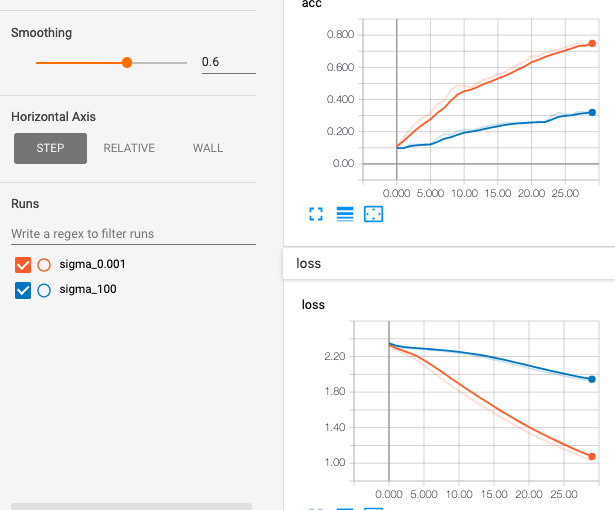 Smoothing
0.6
Horizontal Axis
STEP RELATIVE WALL
Runs
Write a regex to filter runs
sigma_0.001
sigma_100
acc
0.800
0.600
0.400
0.200
0.00
0.000 5.000 10.00 15.00 20.00 25.00
loss
loss
2.20
1.80
1.40
1.00
0.000 5.000 10.00 15.00 20.00 25.00